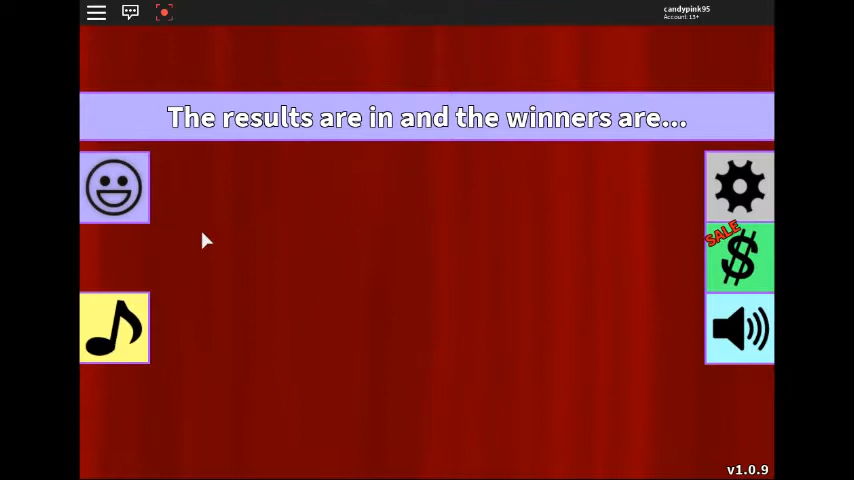 candypink95
Account: 13+
The results are in and the winners are...
SALE
$
v1.0.9